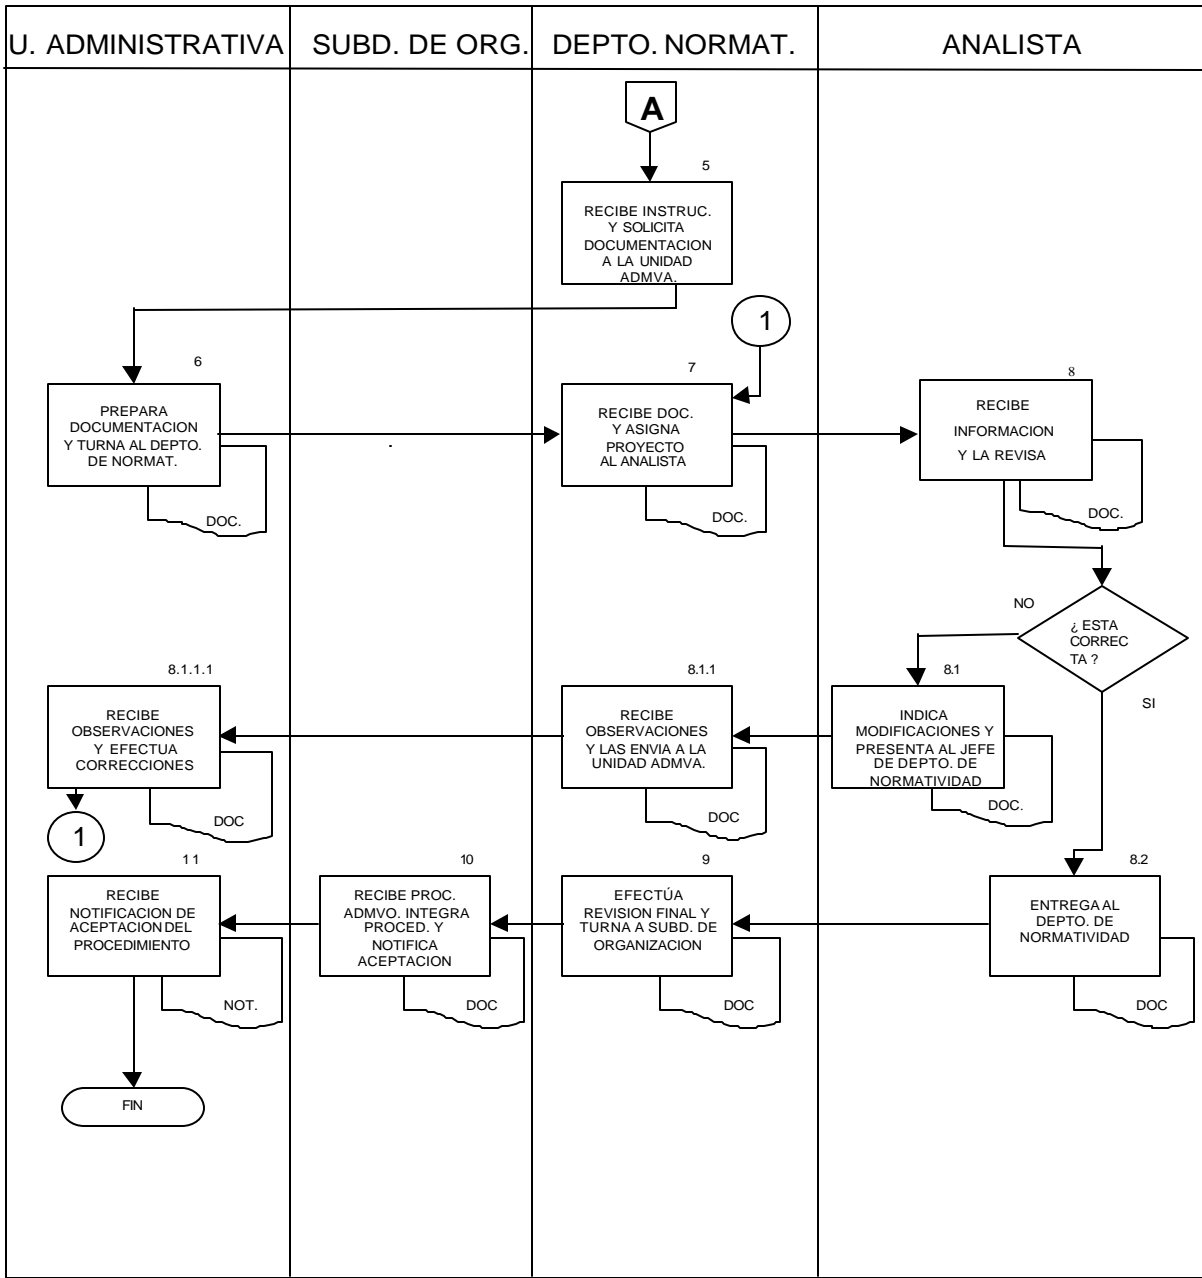 U. ADMINISTRATIVA
SUBD. DE ORG.
DEPTO. NORMAT.
ANALISTA
A
5
RECIBE INSTRUC.
Y SOLICITA
DOCUMENTACION
A LA UNIDAD
ADMVA.
1
6
PREPARA
DOCUMENTACION
Y TURNA AL DEPTO.
DE NORMAT.
DOC.
7
RECIBE DOC.
Y ASIGNA
PROYECTO
AL ANALISTA
DOC.
8
RECIBE
INFORMACION
Y LA REVISA
DOC.
¿ ESTA
CORREC
TA ?
NO
SI
8.1
INDICA
MODIFICACIONES Y
PRESENTA AL JEFE
DE DEPTO. DE
NORMATIVIDAD
DOC.
8.1.1
RECIBE
OBSERVACIONES
Y LAS ENVIA A LA
UNIDAD ADMVA.
DOC
8.1.1.1
RECIBE
OBSERVACIONES
Y EFECTUA
CORRECCIONES
DOC
1
8.2
ENTREGA AL
DEPTO. DE
NORMATIVIDAD
DOC
9
EFECTÚA
REVISION FINAL Y
TURNA A SUBD. DE
ORGANIZACION
DOC
10
RECIBE PROC.
ADMVO. INTEGRA
PROCED. Y
NOTIFICA
ACEPTACION
DOC
11
RECIBE
NOTIFICACION DE
ACEPTACION DEL
PROCEDIMIENTO
NOT.
FIN